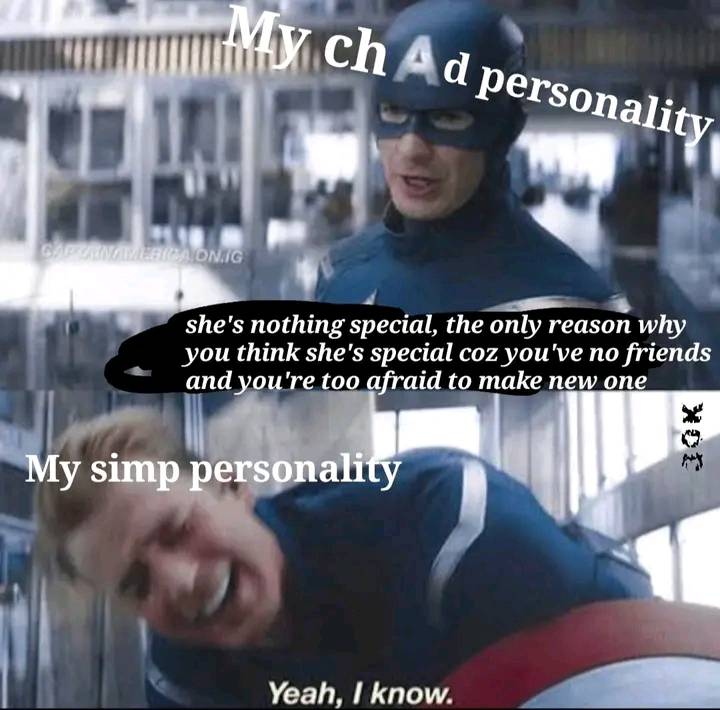 My chAd personality
CAPTAINAMERICA.ON.IG
she's nothing special, the only reason why
you think she's special coz you've no friends
and you're too afraid to make new one
My simp personality
Yeah, I know.